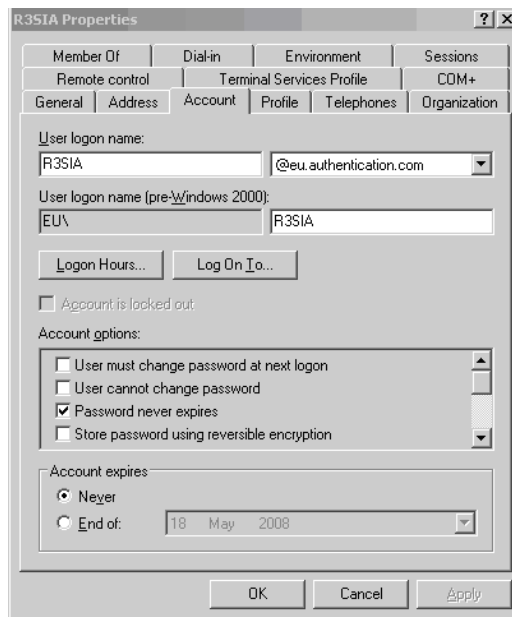 R3SIA Properties
Member Of Dial-in Environment Sessions
Remote control Terminal Services Profile COM+
General Address Account Profile Telephones Organization
User logon name:
R3SIA @eu.authentication.com
User logon name (pre-Windows 2000):
EU\ R3SIA
Logon Hours... Log On To...
Account is locked out
Account options:
User must change password at next logon
User cannot change password
Password never expires
Store password using reversible encryption
Account expires
Never
End of: 18 May 2008
OK Cancel Apply